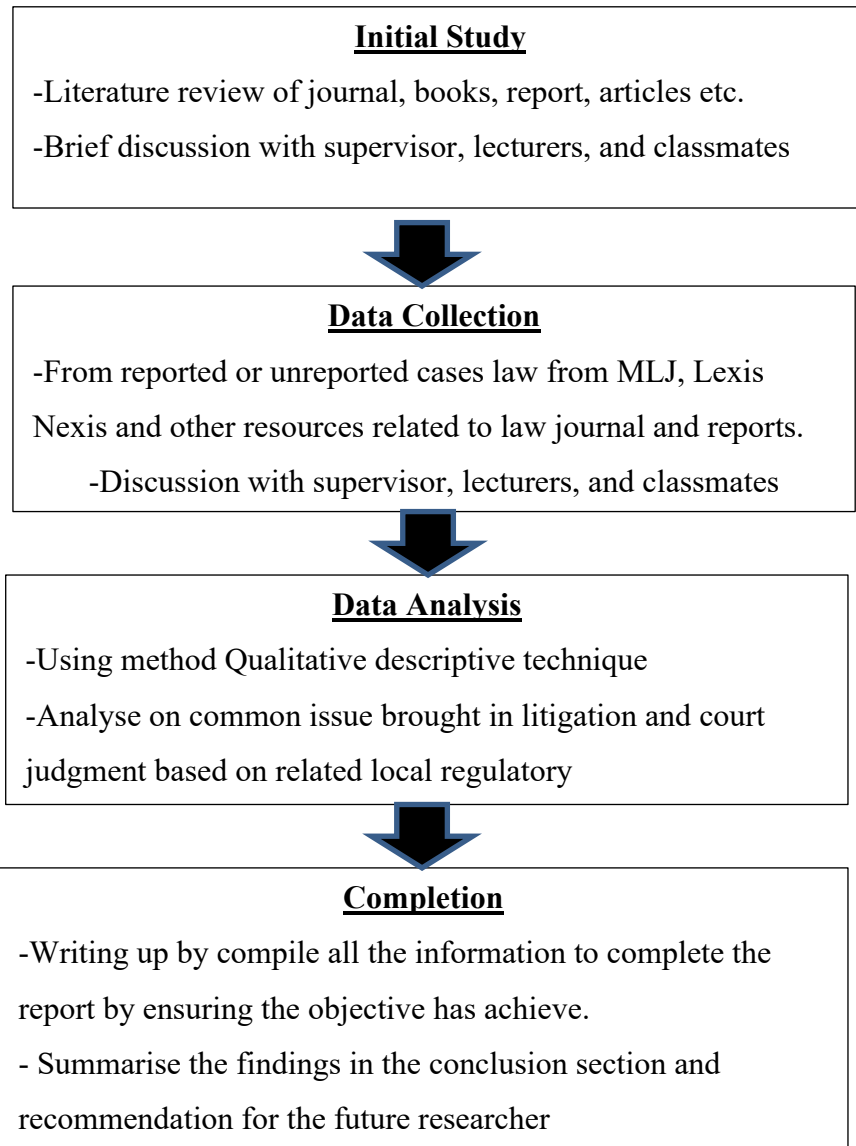 Initial Study
-Literature review of journal, books, report, articles etc.
-Brief discussion with supervisor, lecturers, and classmates
Data Collection
-From reported or unreported cases law from MLJ, Lexis
Nexis and other resources related to law journal and reports.
-Discussion with supervisor, lecturers, and classmates
Data Analysis
-Using method Qualitative descriptive technique
-Analyse on common issue brought in litigation and court
judgment based on related local regulatory
Completion
-Writing up by compile all the information to complete the
report by ensuring the objective has achieve.
- Summarise the findings in the conclusion section and
recommendation for the future researcher